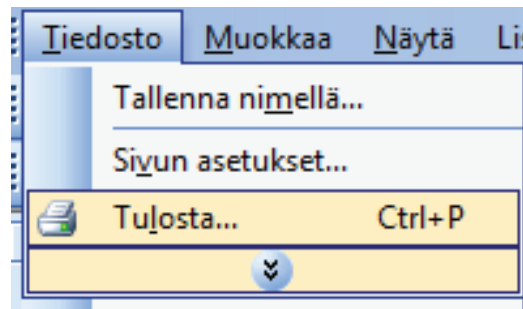 Tiedosto Muokkaa Näytä
Tallenna nimellä...
Sivun asetukset...
Tulosta... Ctrl+P